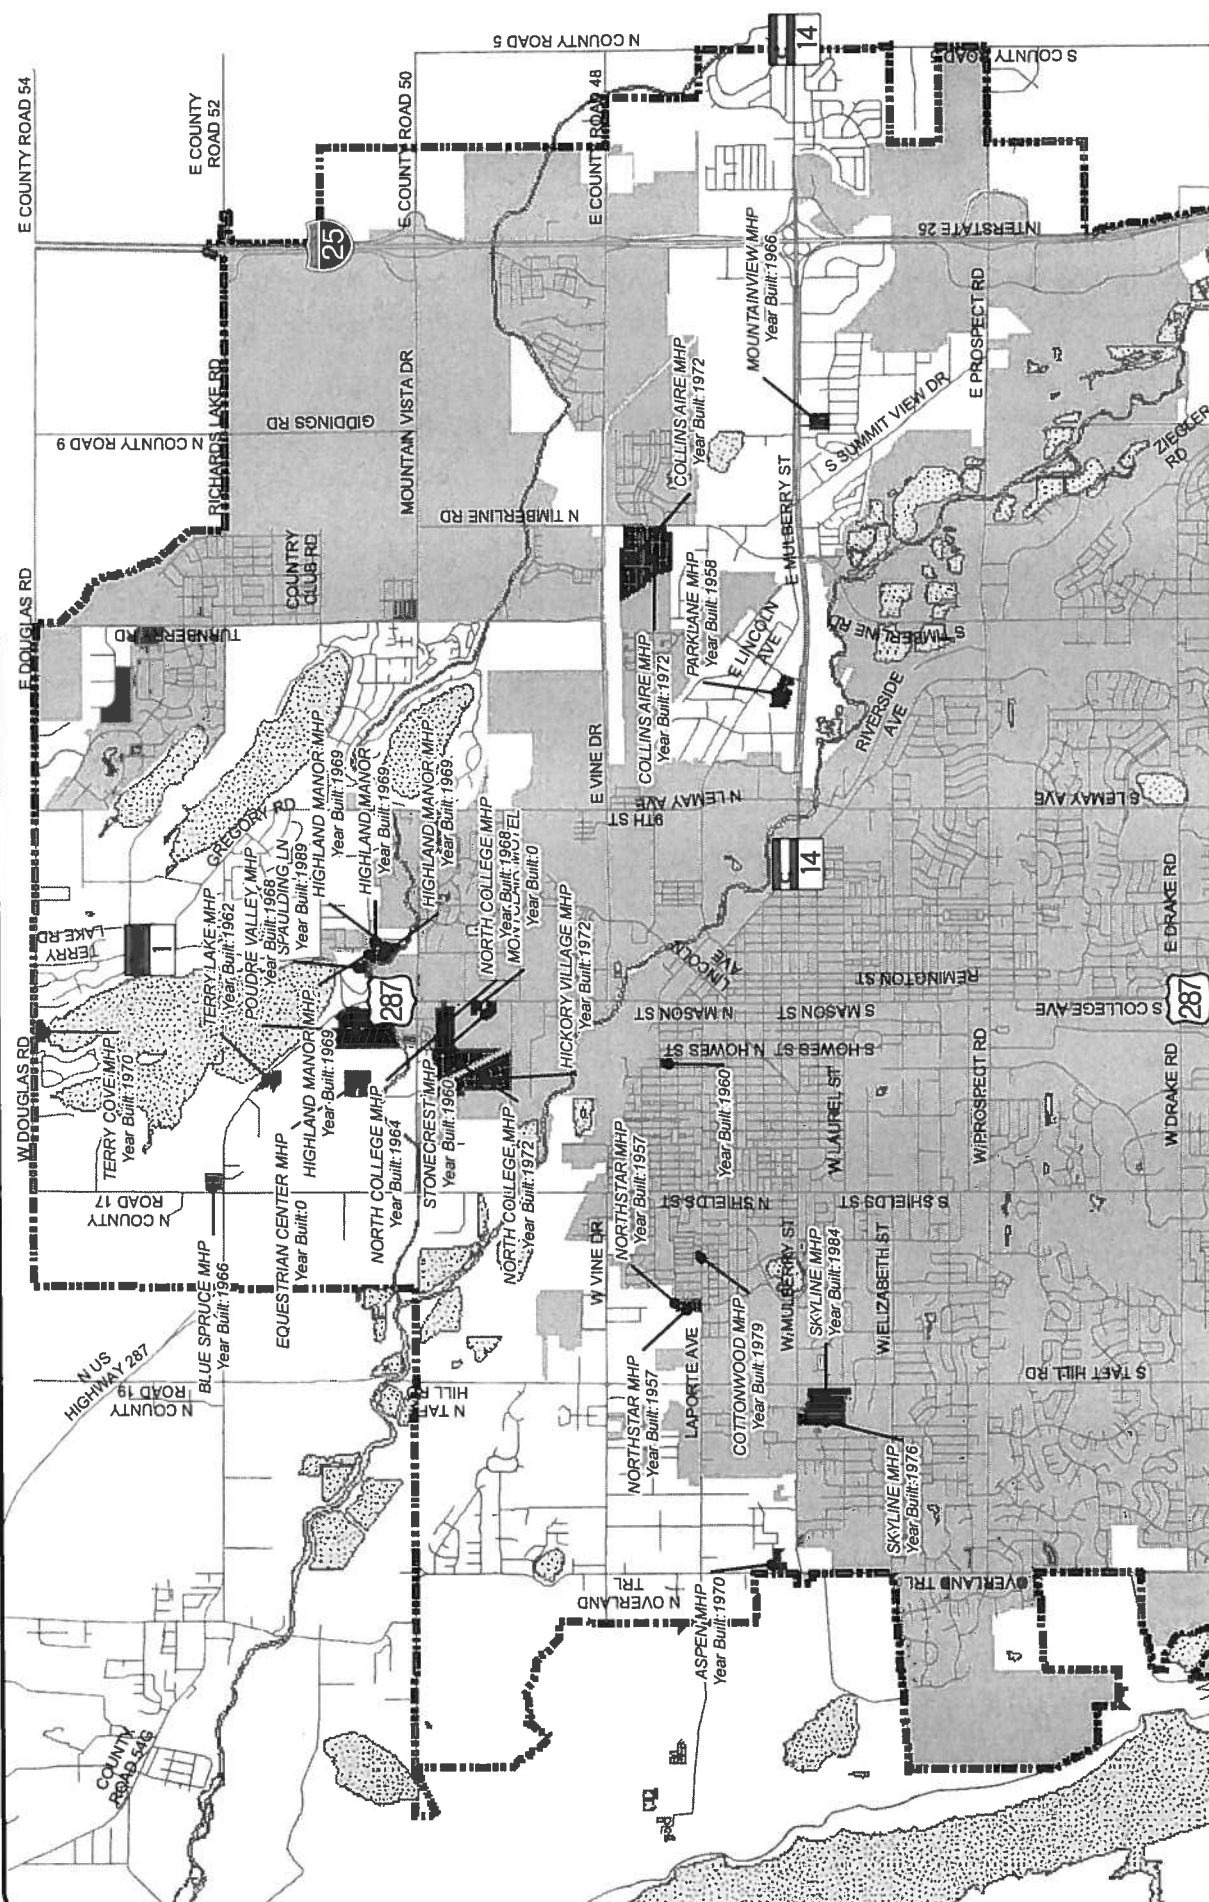 E COUNTY ROAD 54
E COUNTY
ROAD 52
E COUNTY ROAD 50
N COUNTY ROAD 5
E COUNTY ROAD 48
14
S COUNTY ROAD
25
INTERSTATE 25
RICHARDS LAKE RD
N COUNTY ROAD 9
GIDDINGS RD
MOUNTAIN VISTA DR
N TIMBERLINE RD
COLLINS AIRE MHP
Year Built:1972
MOUNTAINVIEW MHP
Year Built:1966
E MULBERRY ST
S SUMMIT VIEW DR
E PROSPECT RD
ZIEGLER
RD
E DOUGLAS RD
COUNTRY
CLUB RD
TURNBERRY RD
COLLINS AIRE MHP
Year Built:1972
PARKLANE MHP
Year Built:1958
E LINCOLN
AVE
S TIMBERLINE RD
RIVERSIDE
AVE
E VINE DR
N LEMAY AVE
9TH ST
S LEMAY AVE
14
GREGORY RD
TERRY
LAKE RD
1
TERRY LAKE MHP
Year Built:1962
POUDRE VALLEY MHP
Year Built:1968
SPAULDING LN
Year Built:1989
HIGHLAND MANOR MHP
Year Built:1969
HIGHLAND MANOR
Year Built:1969
HIGHLAND MANOR MHP
Year Built:1969
NORTH COLLEGE MHP
Year Built:1968
MONTCLAIR MOTEL
Year Built:0
HICKORY VILLAGE MHP
Year Built:1972
LINCOLN
AVE
REMINGTON ST
E DRAKE RD
W DOUGLAS RD
TERRY COVE MHP
Year Built:1970
287
HIGHLAND MANOR MHP
Year Built:1969
NORTH COLLEGE MHP
Year Built:1964
STONECREST MHP
Year Built:1960
NORTH COLLEGE MHP
Year Built:1972
N MASON ST
S MASON ST
N HOWES ST
S HOWES ST
Year Built:1960
S COLLEGE AVE
287
W LAUREL ST
W PROSPECT RD
W DRAKE RD
N COUNTY
ROAD 17
EQUESTRIAN CENTER MHP
Year Built:0
BLUE SPRUCE MHP
Year Built:1966
N SHIELDS ST
S SHIELDS ST
W VINE DR
NORTHSTAR MHP
Year Built:1957
W MULBERRY ST
SKYLINE MHP
Year Built:1984
W ELIZABETH ST
N US
HIGHWAY 287
N COUNTY
ROAD 19
N TAFT
HILL RD
NORTHSTAR MHP
Year Built:1957
LAPORTE AVE
COTTONWOOD MHP
Year Built:1979
S TAFT HILL RD
SKYLINE MHP
Year Built:1976
N OVERLAND
TRL
ASPEN MHP
Year Built:1970
OVERLAND TRL
COUNTY
ROAD 54G